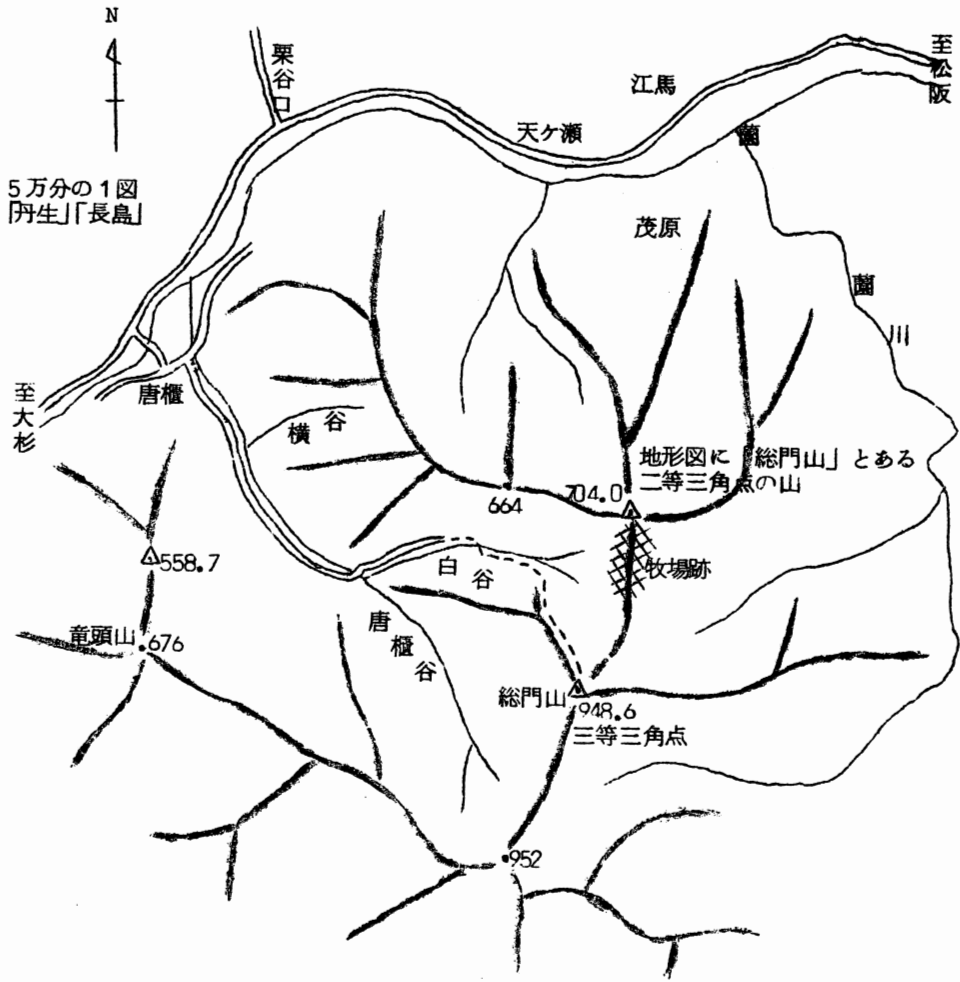 N
栗谷口
江馬
至松阪
天ケ瀬
薗
5万分の1図
「丹生」「長島」
茂原
薗川
至大杉
唐櫃
横谷
地形図に「総門山」とある
二等三角点の山
704.0
664
558.7
白谷
牧場跡
唐櫃谷
竜頭山
676
総門山
948.6
三等三角点
952